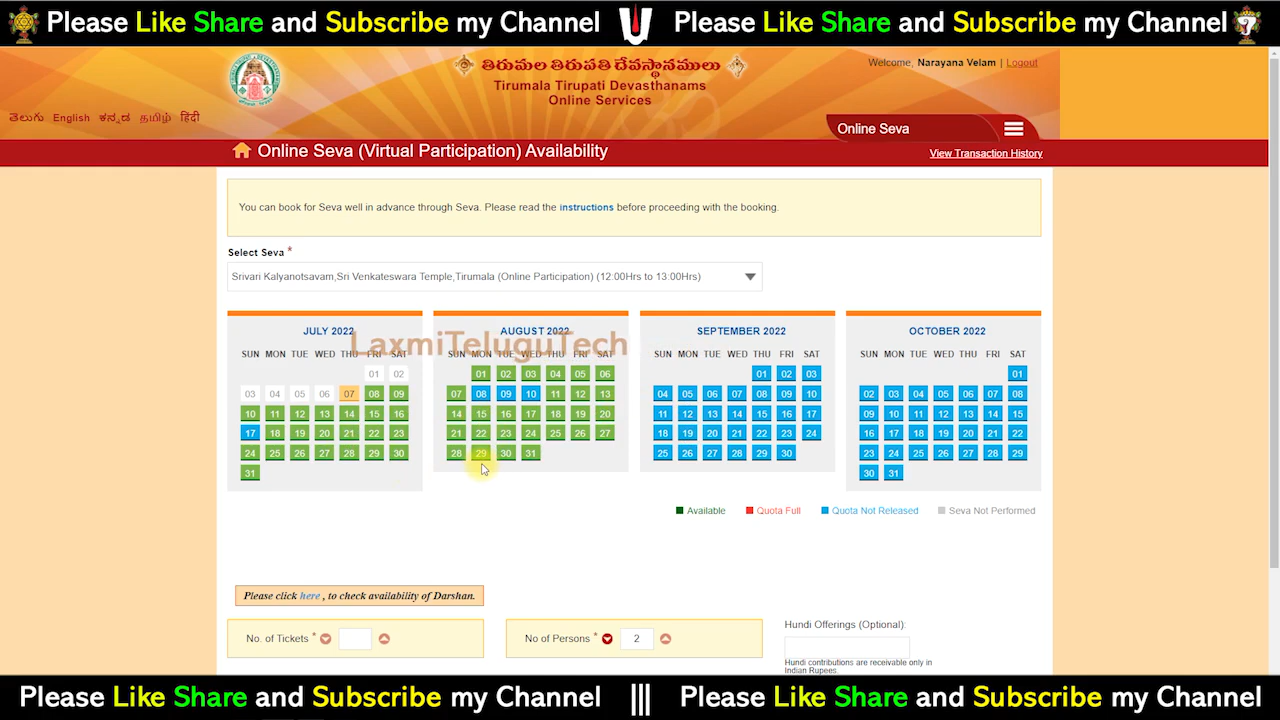 Please Like Share and Subscribe my Channel Please Like Share and Subscribe my Channel
తిరుమల తిరుపతి దేవస్థానములు
Tirumala Tirupati Devasthanams
Online Services
Welcome, Narayana Velam | Logout
తెలుగు English ಕನ್ನಡ தமிழ் हिंदी
Online Seva
Online Seva (Virtual Participation) Availability
View Transaction History
You can book for Seva well in advance through Seva. Please read the instructions before proceeding with the booking.
Select Seva *
Srivari Kalyanotsavam,Sri Venkateswara Temple,Tirumala (Online Participation) (12:00Hrs to 13:00Hrs)
LaxmiTeluguTech
JULY 2022
SUN MON TUE WED THU FRI SAT
01 02
03 04 05 06 07 08 09
10 11 12 13 14 15 16
17 18 19 20 21 22 23
24 25 26 27 28 29 30
31
AUGUST 2022
SUN MON TUE WED THU FRI SAT
01 02 03 04 05 06
07 08 09 10 11 12 13
14 15 16 17 18 19 20
21 22 23 24 25 26 27
28 29 30 31
SEPTEMBER 2022
SUN MON TUE WED THU FRI SAT
01 02 03
04 05 06 07 08 09 10
11 12 13 14 15 16 17
18 19 20 21 22 23 24
25 26 27 28 29 30
OCTOBER 2022
SUN MON TUE WED THU FRI SAT
01
02 03 04 05 06 07 08
09 10 11 12 13 14 15
16 17 18 19 20 21 22
23 24 25 26 27 28 29
30 31
Available Quota Full Quota Not Released Seva Not Performed
Please click here , to check availability of Darshan.
No. of Tickets *
No of Persons * 2
Hundi Offerings (Optional):
Hundi contributions are receivable only in
Indian Rupees.
Please Like Share and Subscribe my Channel ||| Please Like Share and Subscribe my Channel